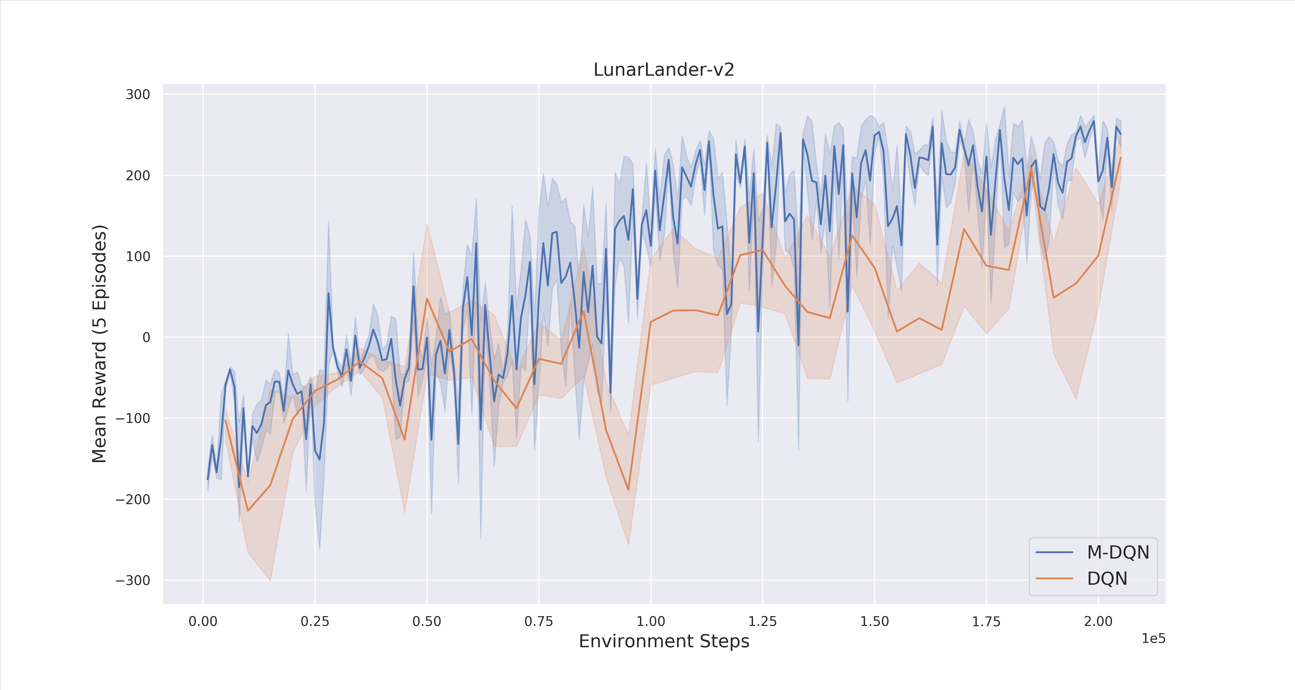 LunarLander-v2
Mean Reward (5 Episodes)
300
200
100
0
−100
−200
−300
0.00 0.25 0.50 0.75 1.00 1.25 1.50 1.75 2.00
1e5
Environment Steps
M-DQN
DQN